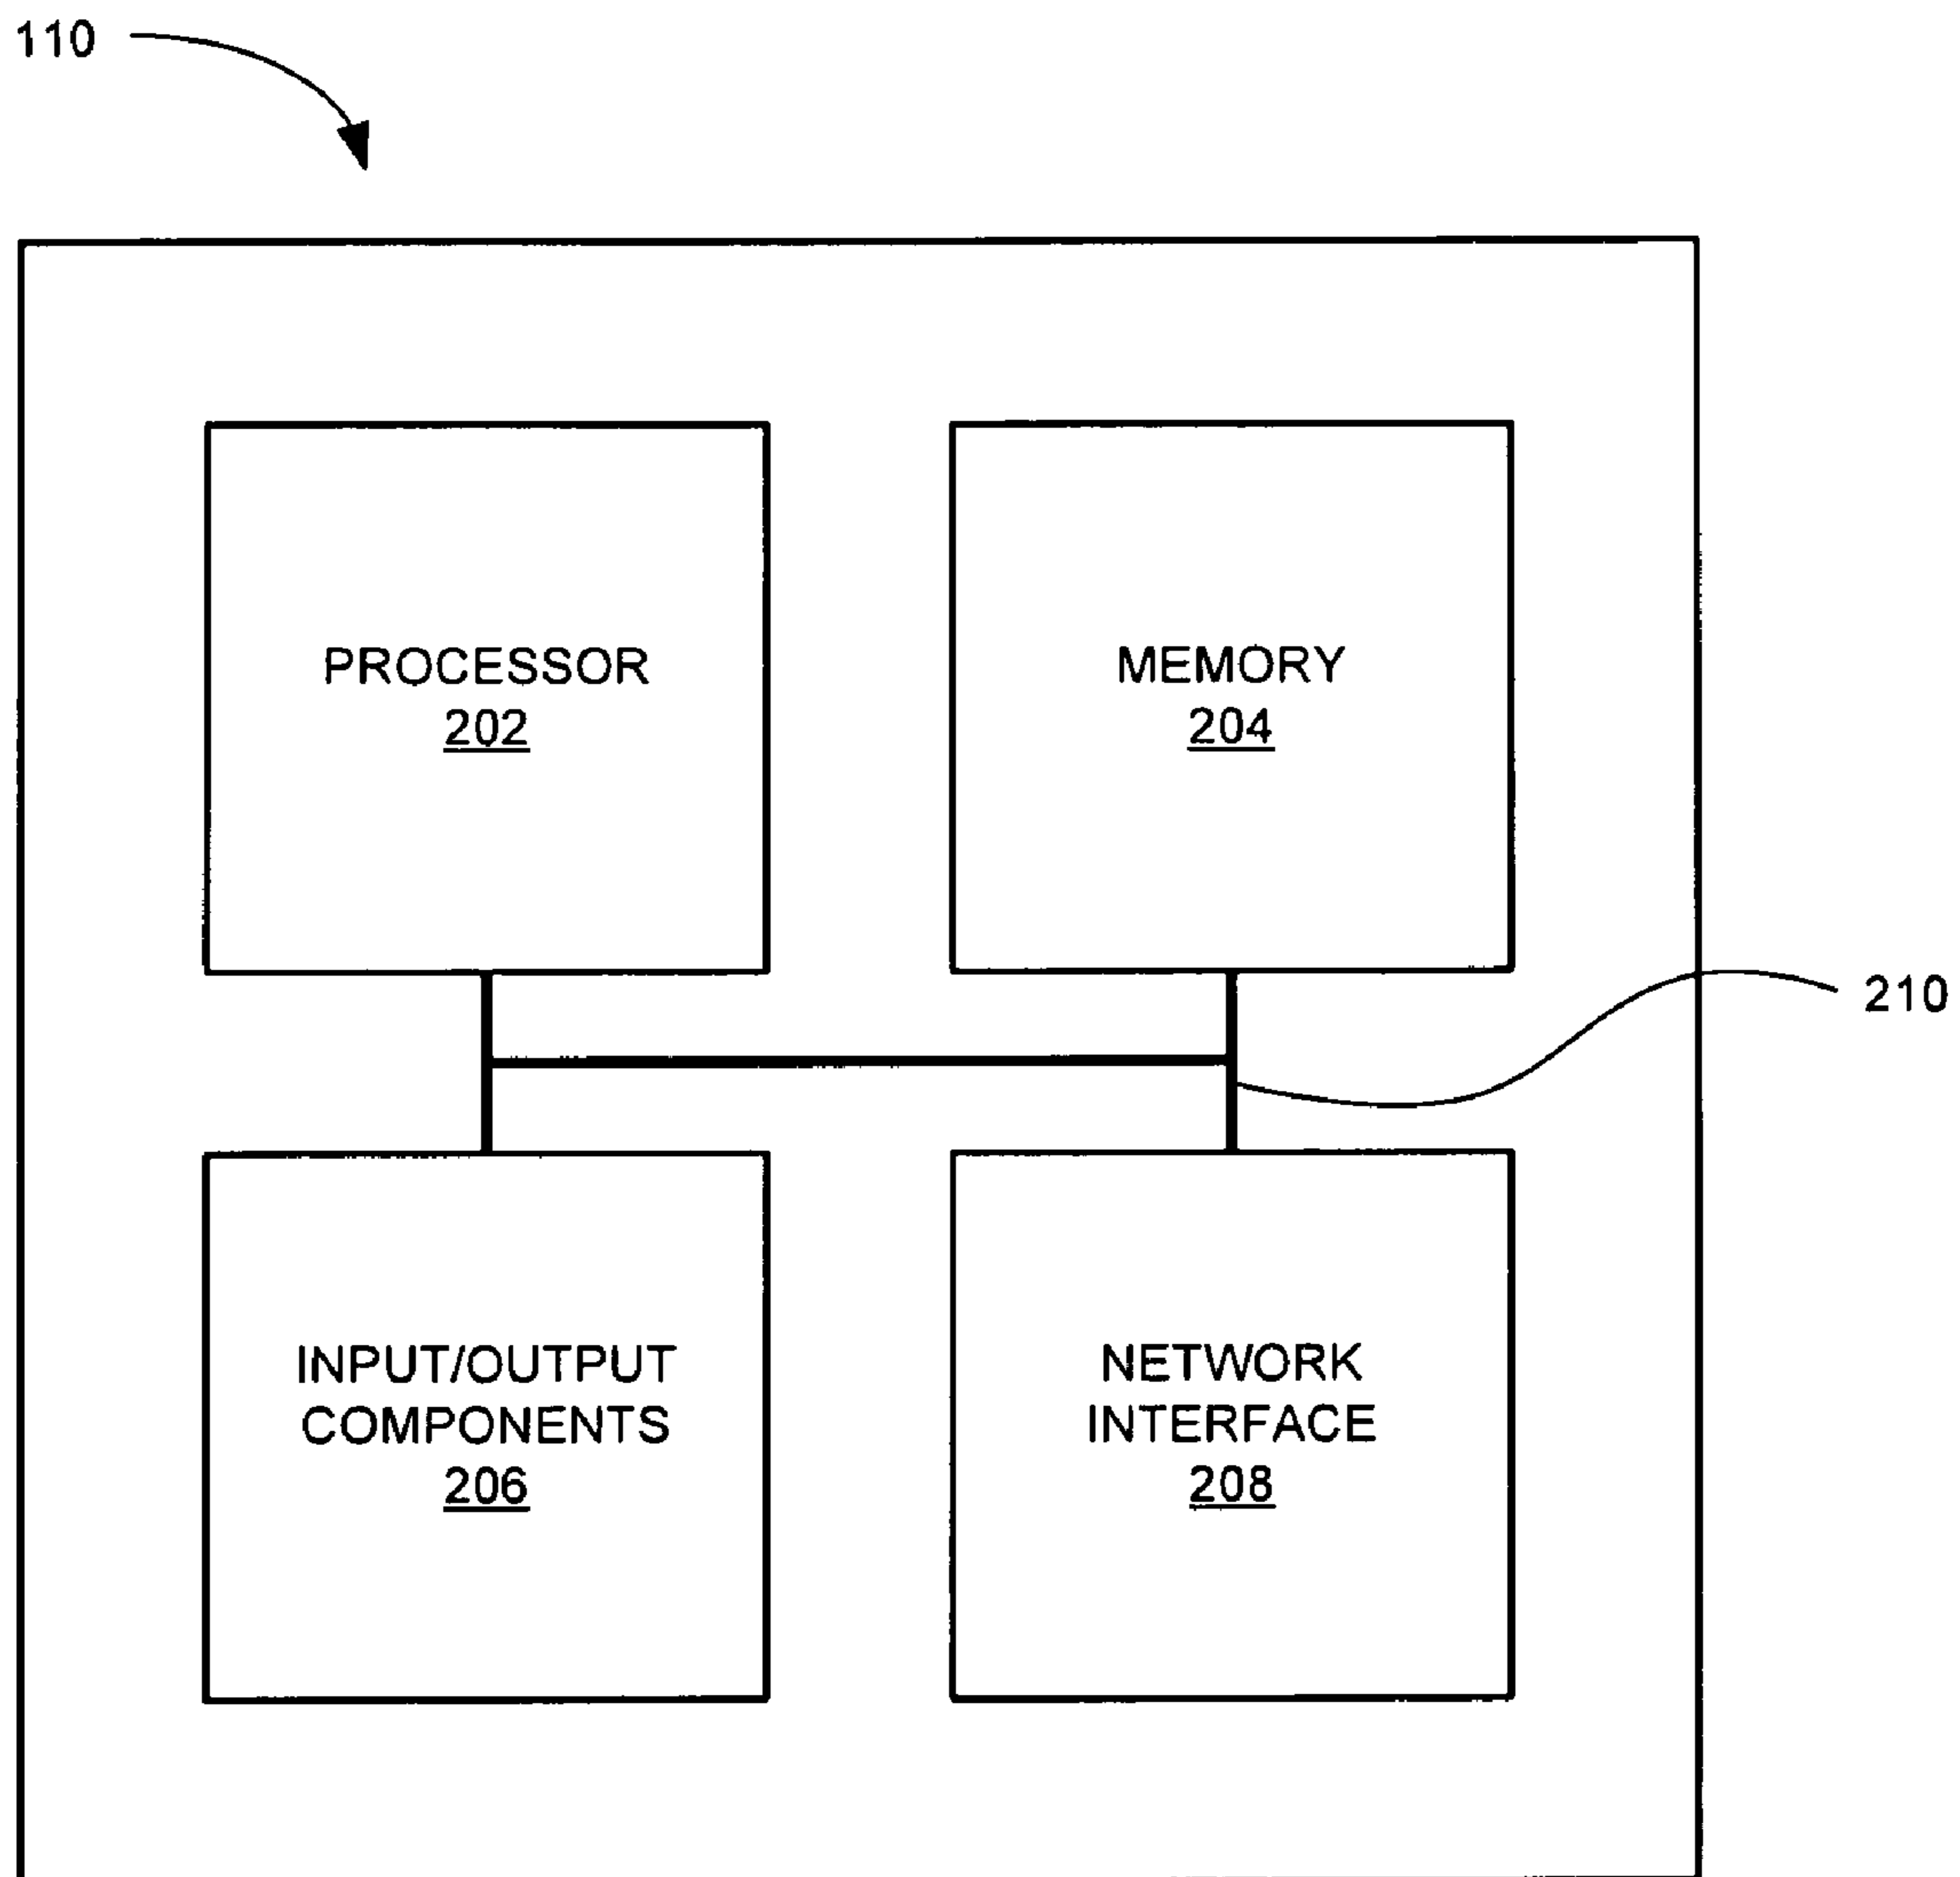 110
PROCESSOR
202
MEMORY
204
210
INPUT/OUTPUT
COMPONENTS
206
NETWORK
INTERFACE
208